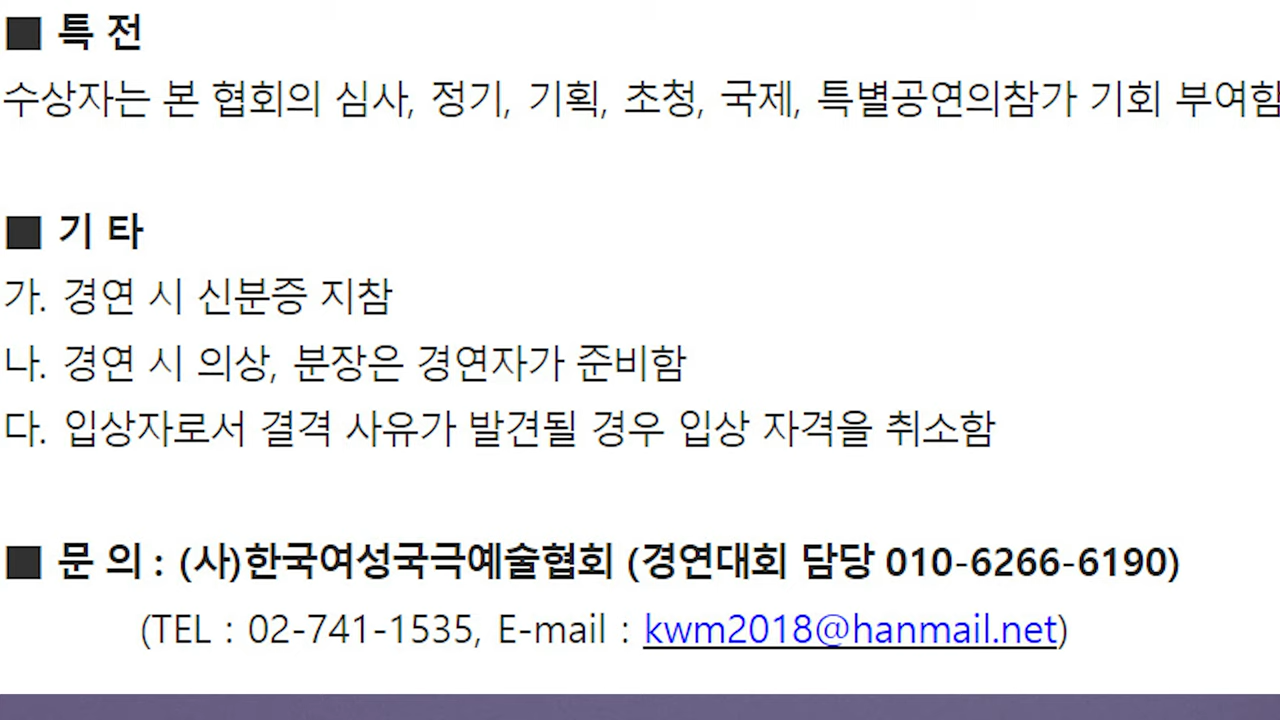 ■ 특 전
수상자는 본 협회의 심사, 정기, 기획, 초청, 국제, 특별공연의참가 기회 부여함
■ 기 타
가. 경연 시 신분증 지참
나. 경연 시 의상, 분장은 경연자가 준비함
다. 입상자로서 결격 사유가 발견될 경우 입상 자격을 취소함
■ 문 의 : (사)한국여성국극예술협회 (경연대회 담당 010-6266-6190)
(TEL : 02-741-1535, E-mail : kwm2018@hanmail.net)